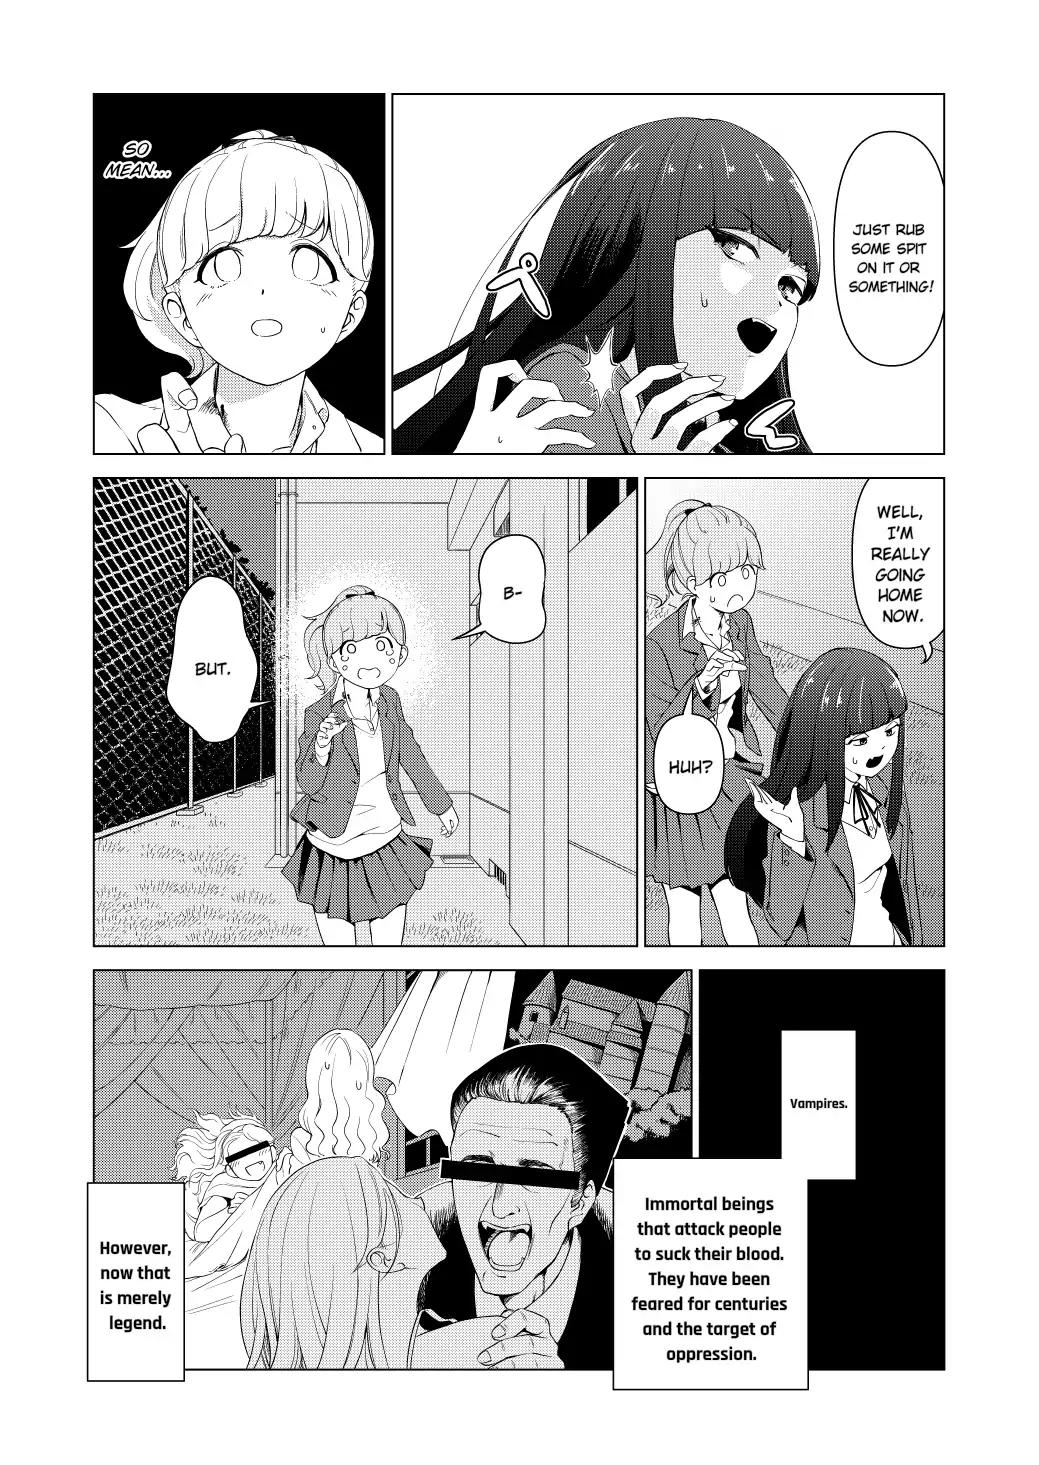 JUST RUB
SOME SPIT
ON IT OR
SOMETHING!
ペ
ん
SO
MEAN...
WELL,
I'M
REALLY
GOING
HOME
NOW.
HUH?
B-
BUT.
Vampires.
Immortal beings
that attack people
to suck their blood.
They have been
feared for centuries
and the target of
oppression.
However,
now that
is merely
legend.